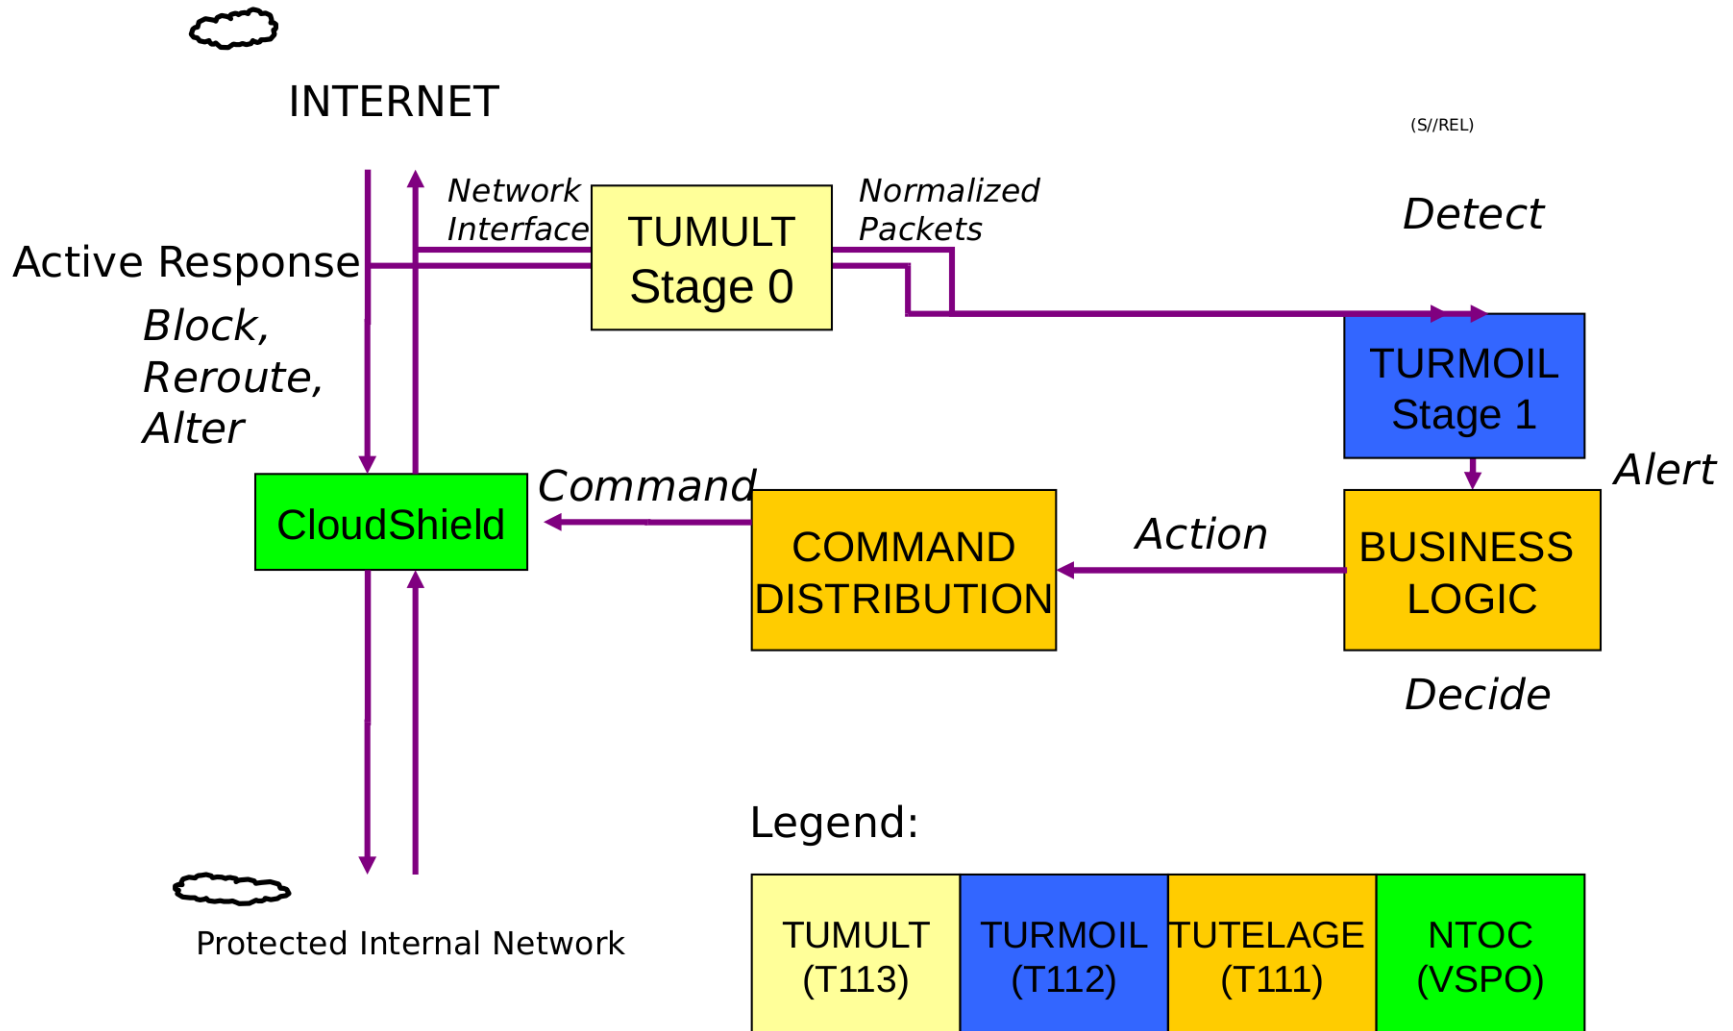 INTERNET
(S//REL)
Network
Interface
TUMULT
Stage 0
Normalized
Packets
Detect
Active Response
Block,
Reroute,
Alter
TURMOIL
Stage 1
Alert
CloudShield
Command
COMMAND
DISTRIBUTION
Action
BUSINESS
LOGIC
Decide
Legend:
TUMULT
(T113)
TURMOIL
(T112)
TUTELAGE
(T111)
NTOC
(VSPO)
Protected Internal Network